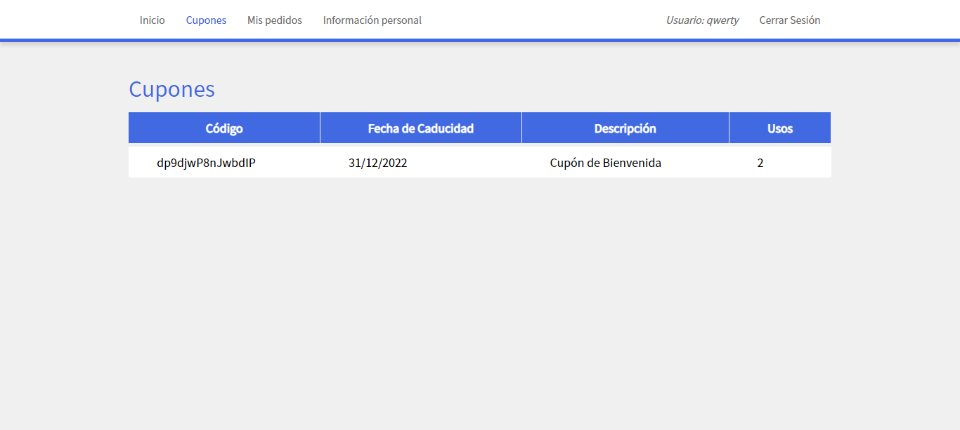 Inicio Cupones Mis pedidos Información personal Usuario: qwerty Cerrar Sesión
Cupones
Código Fecha de Caducidad Descripción Usos
dp9djwP8nJwbdIP 31/12/2022 Cupón de Bienvenida 2